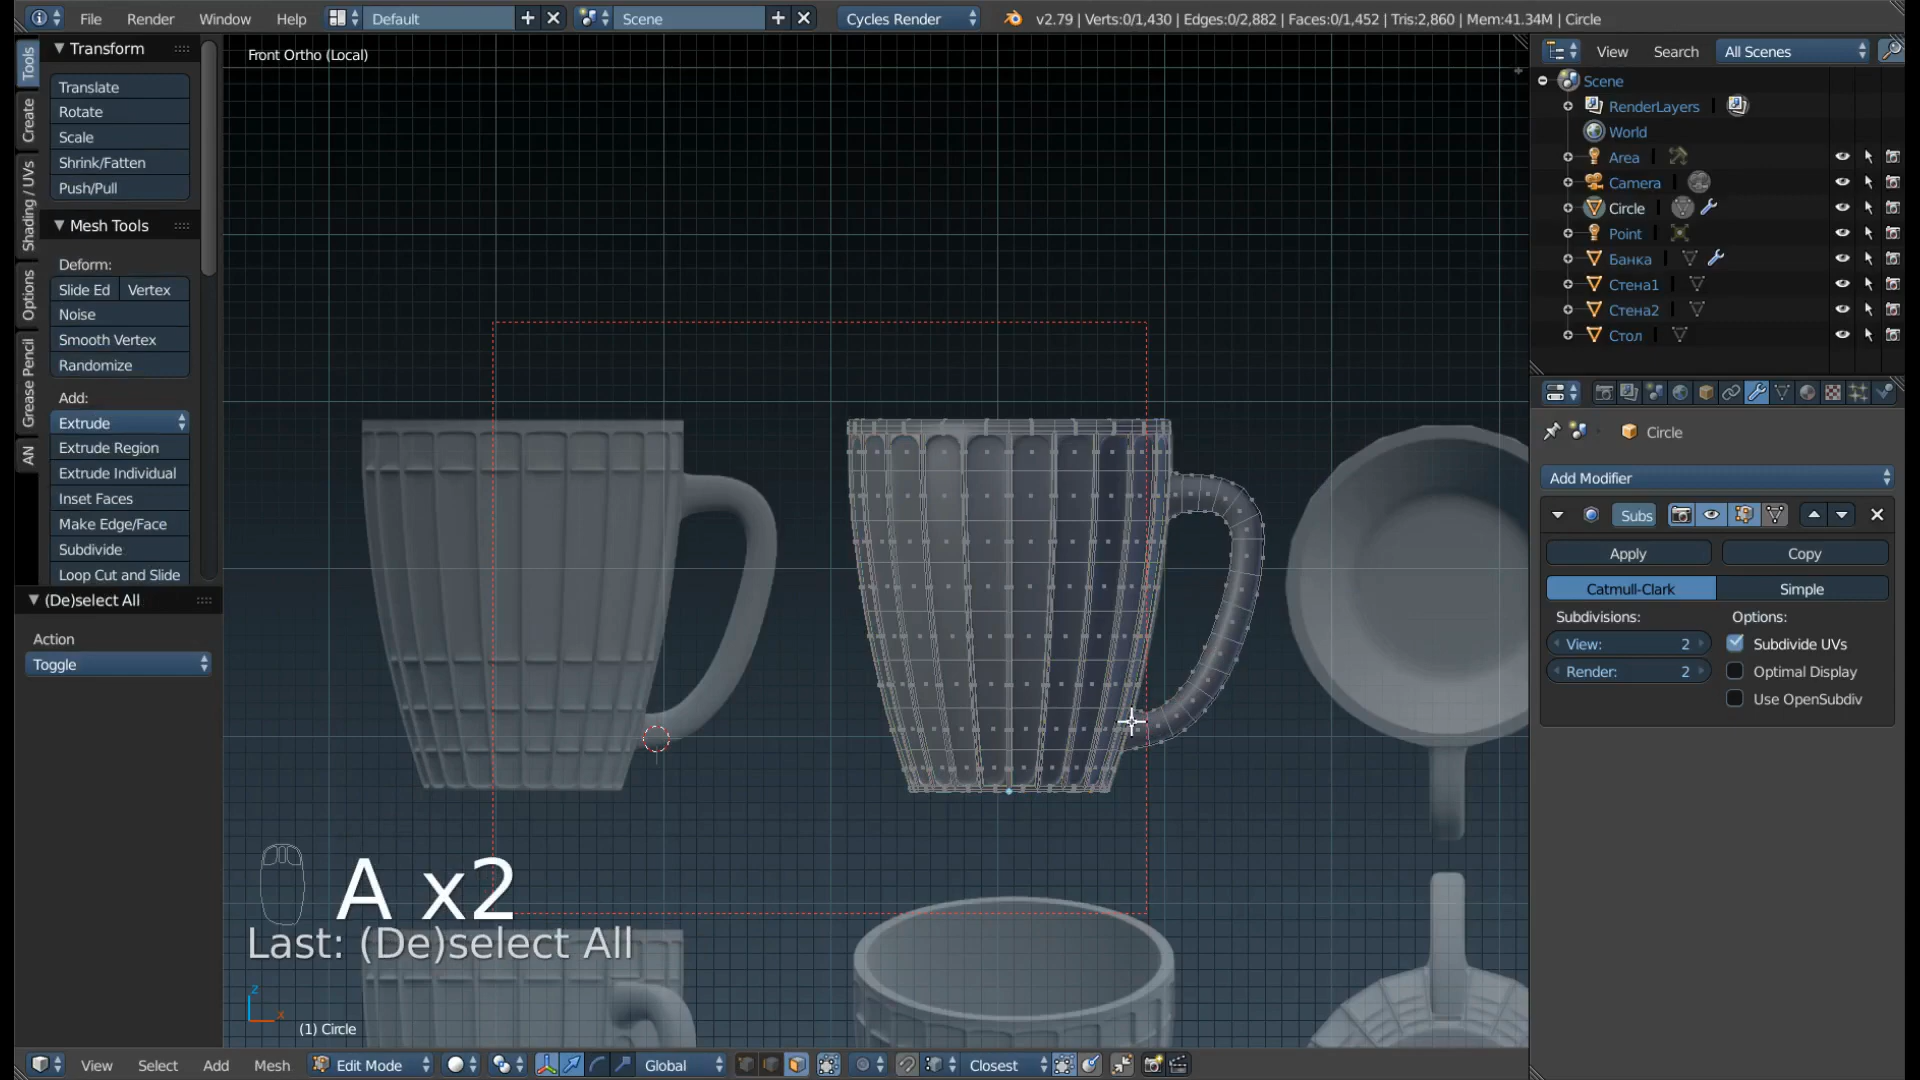 File Render Window Help Default Scene Cycles Render v2.79 | Verts:0/1,430 | Edges:0/2,882 | Faces:0/1,452 | Tris:2,860 | Mem:41.34M | Circle
Front Ortho (Local)
Tools
Create
Shading / UVs
Options
Grease Pencil
AN
Transform
Translate
Rotate
Scale
Shrink/Fatten
Push/Pull
Mesh Tools
Deform:
Slide Ed Vertex
Noise
Smooth Vertex
Randomize
Add:
Extrude
Extrude Region
Extrude Individual
Inset Faces
Make Edge/Face
Subdivide
Loop Cut and Slide
(De)select All
Action
Toggle
A x2
Last: (De)select All
z
x
(1) Circle
View Select Add Mesh Edit Mode Global Closest
View Search All Scenes
Scene
RenderLayers
World
Area
Camera
Circle
Point
Банка
Стена1
Стена2
Стол
Circle
Add Modifier
Subs
Apply Copy
Catmull-Clark Simple
Subdivisions: Options:
View: 2 Subdivide UVs
Render: 2 Optimal Display
Use OpenSubdiv